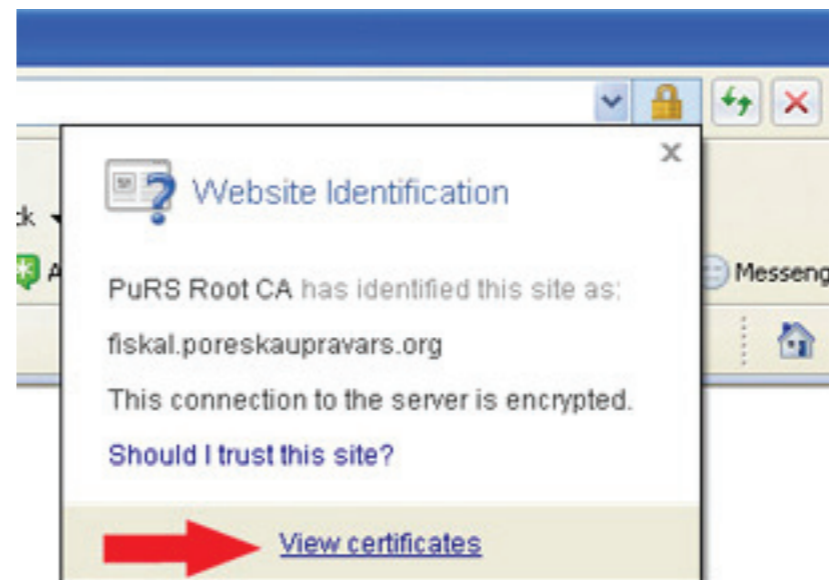 Website Identification
PuRS Root CA has identified this site as:
fiskal.poreskaupravars.org
This connection to the server is encrypted.
Should I trust this site?
View certificates
Messeng